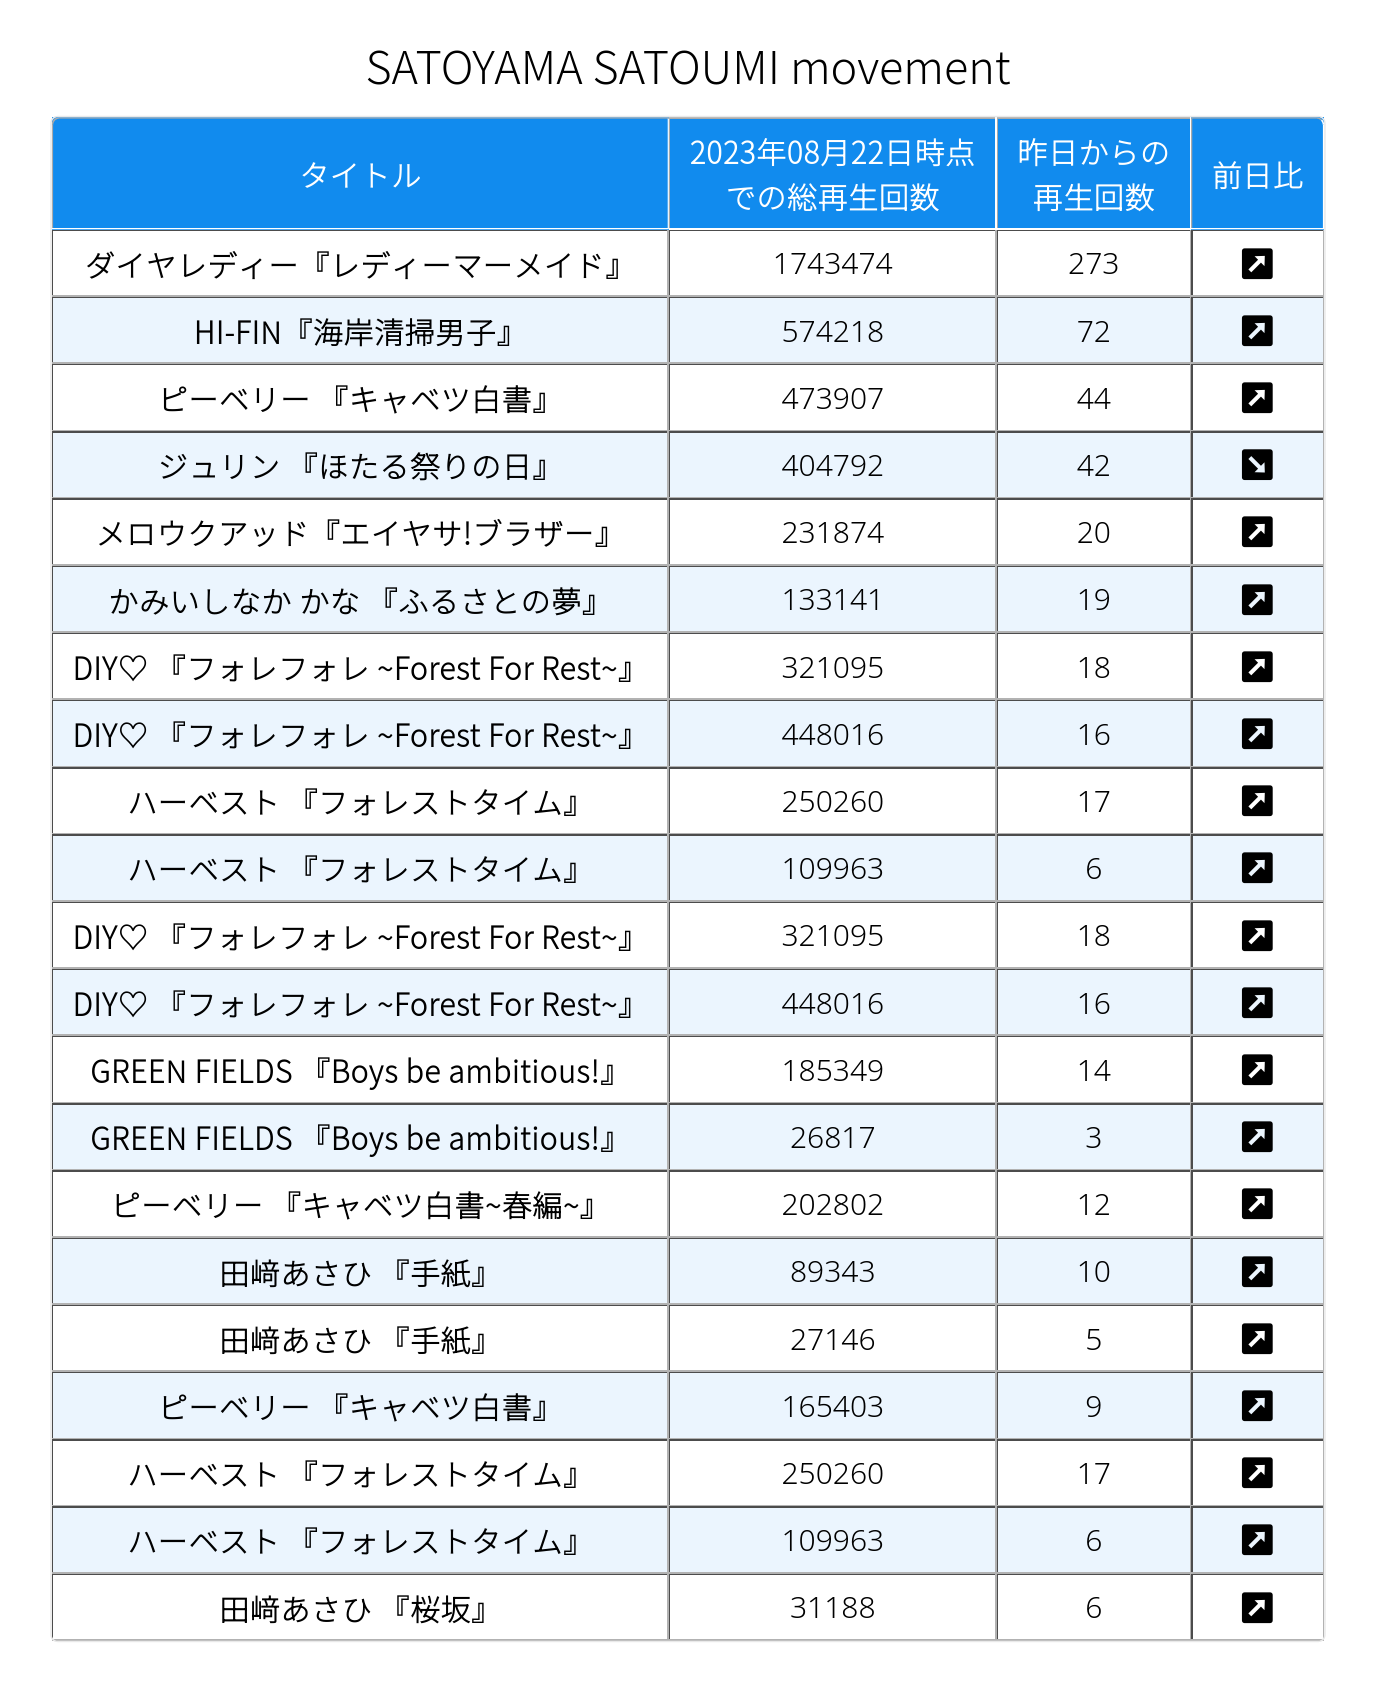 SATOYAMA SATOUMI movement
タイトル 2023年08月22日時点での総再生回数 昨日からの再生回数 前日比
ダイヤレディー『レディーマーメイド』 1743474 273 ↗
HI-FIN『海岸清掃男子』 574218 72 ↗
ピーベリー 『キャベツ白書』 473907 44 ↗
ジュリン 『ほたる祭りの日』 404792 42 ↘
メロウクアッド『エイヤサ!ブラザー』 231874 20 ↗
かみいしなか かな 『ふるさとの夢』 133141 19 ↗
DIY♡ 『フォレフォレ ~Forest For Rest~』 321095 18 ↗
DIY♡ 『フォレフォレ ~Forest For Rest~』 448016 16 ↗
ハーベスト 『フォレストタイム』 250260 17 ↗
ハーベスト 『フォレストタイム』 109963 6 ↗
DIY♡ 『フォレフォレ ~Forest For Rest~』 321095 18 ↗
DIY♡ 『フォレフォレ ~Forest For Rest~』 448016 16 ↗
GREEN FIELDS 『Boys be ambitious!』 185349 14 ↗
GREEN FIELDS 『Boys be ambitious!』 26817 3 ↗
ピーベリー 『キャベツ白書~春編~』 202802 12 ↗
田﨑あさひ 『手紙』 89343 10 ↗
田﨑あさひ 『手紙』 27146 5 ↗
ピーベリー 『キャベツ白書』 165403 9 ↗
ハーベスト 『フォレストタイム』 250260 17 ↗
ハーベスト 『フォレストタイム』 109963 6 ↗
田﨑あさひ 『桜坂』 31188 6 ↗